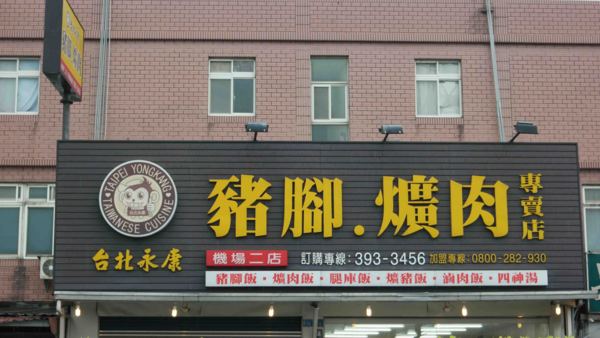 TAIPEI YONGKANG
TAIWANESE CUISINE
台北永康
豬腳.爌肉
專賣店
機場二店
訂購專線:393-3456
加盟專線:0800-282-930
豬腳飯・爌肉飯・腿庫飯・爌豬飯・滷肉飯・四神湯